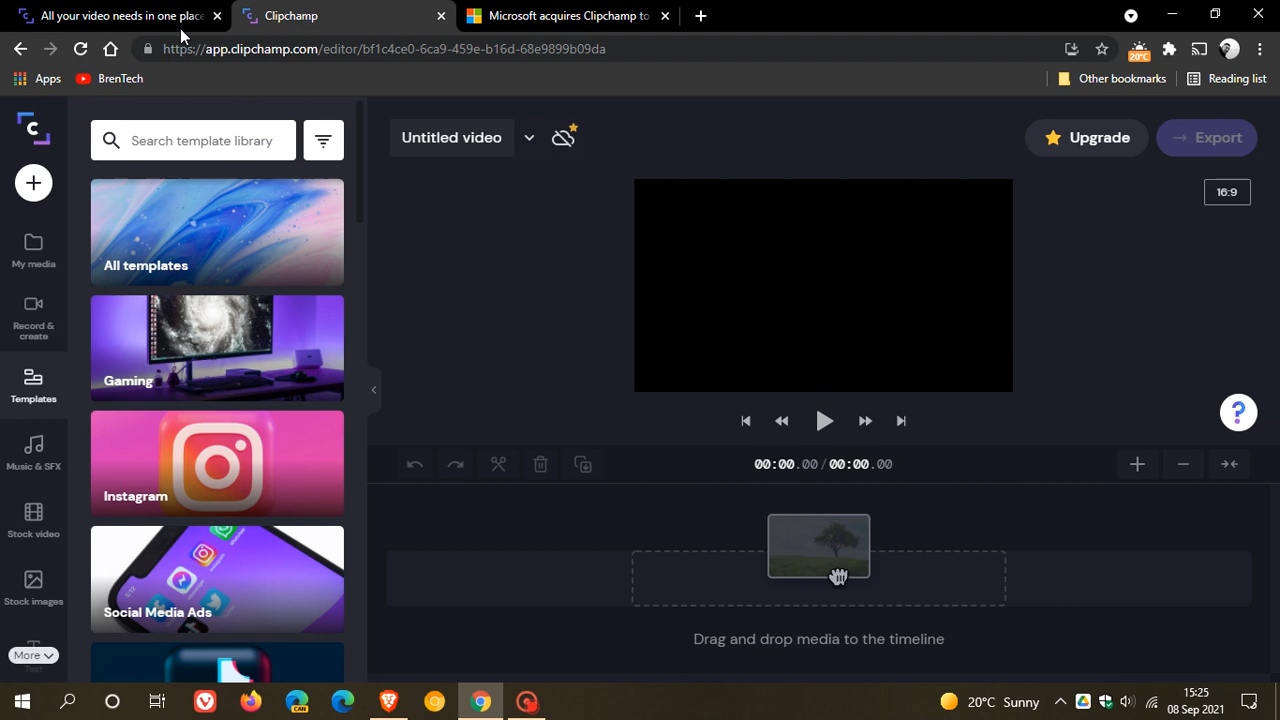 All your video needs in one place
Clipchamp
Microsoft acquires Clipchamp to
https://app.clipchamp.com/editor/bf1c4ce0-6ca9-459e-b16d-68e9899b09da
20°C
Apps
BrenTech
Other bookmarks
Reading list
Search template library
Untitled video
Upgrade
Export
16:9
All templates
My media
Record &
create
Gaming
Templates
?
Instagram
Music & SFX
00:00.00/00:00.00
Stock video
Stock images
Social Media Ads
Drag and drop media to the timeline
More
Text
CAN
20°C Sunny
15:25
08 Sep 2021